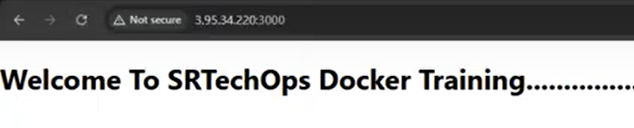 Not secure 3.95.34.220:3000
Welcome To SRTechOps Docker Training...............